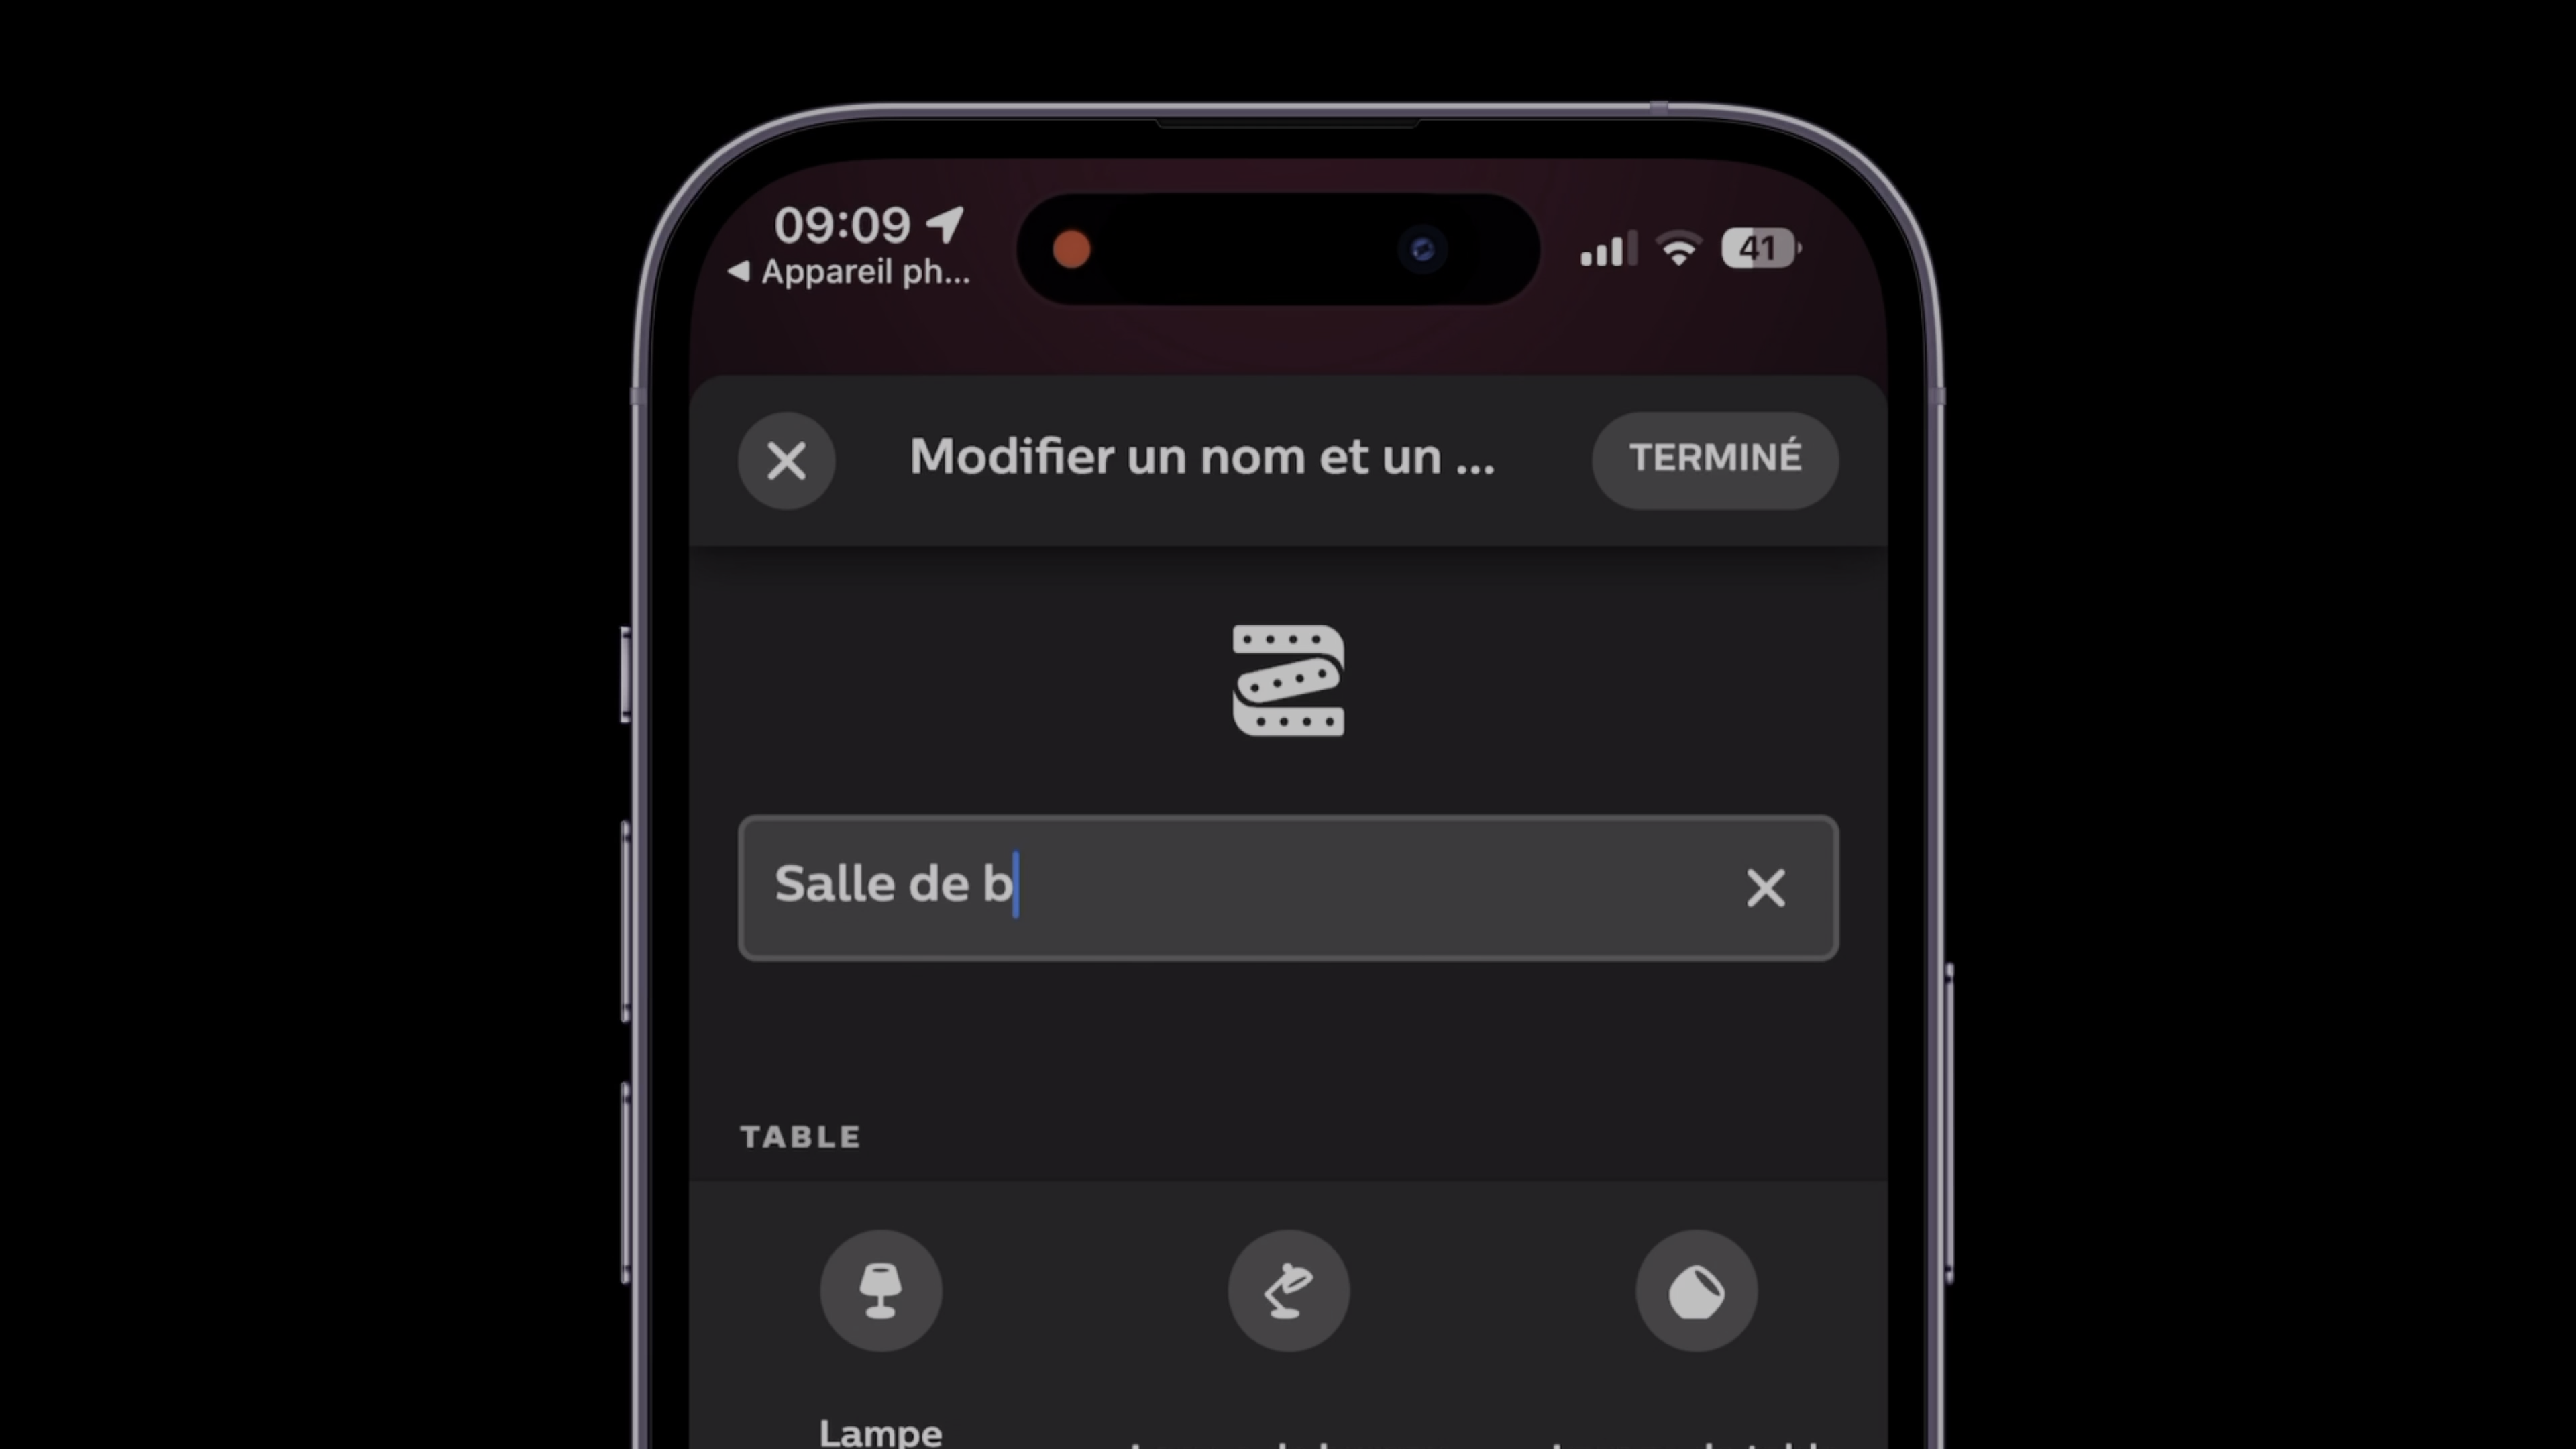 09:09
Appareil ph...
41
Modifier un nom et un ...
TERMINÉ
Salle de b
TABLE
Lampe